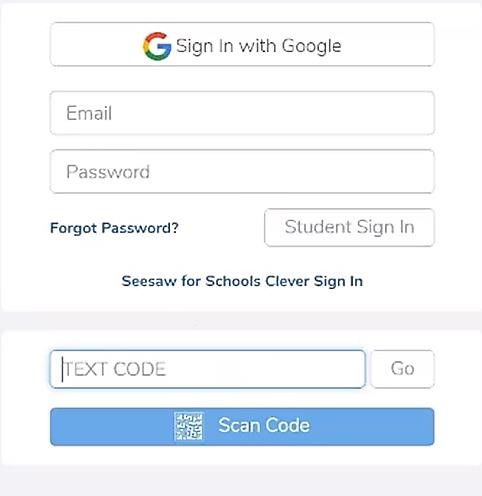 Sign In with Google
Email
Password
Forgot Password? Student Sign In
Seesaw for Schools Clever Sign In
TEXT CODE Go
Scan Code